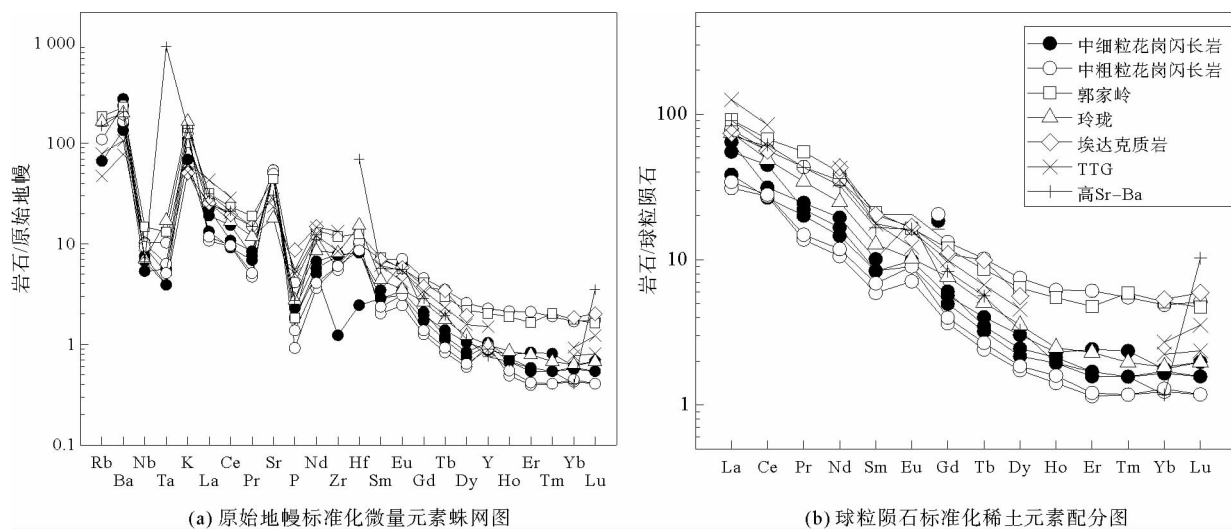 岩石/原始地幔
1 000
100
10
1
0.1
Rb Nb K Ce Sr Nd Hf Eu Tb Y Er Yb
Ba Ta La Pr P Zr Sm Gd Dy Ho Tm Lu
(a) 原始地幔标准化微量元素蛛网图
岩石/球粒陨石
100
10
1
La Ce Pr Nd Sm Eu Gd Tb Dy Ho Er Tm Yb Lu
(b) 球粒陨石标准化稀土元素配分图
中细粒花岗闪长岩
中粗粒花岗闪长岩
郭家岭
玲珑
埃达克质岩
TTG
高Sr-Ba